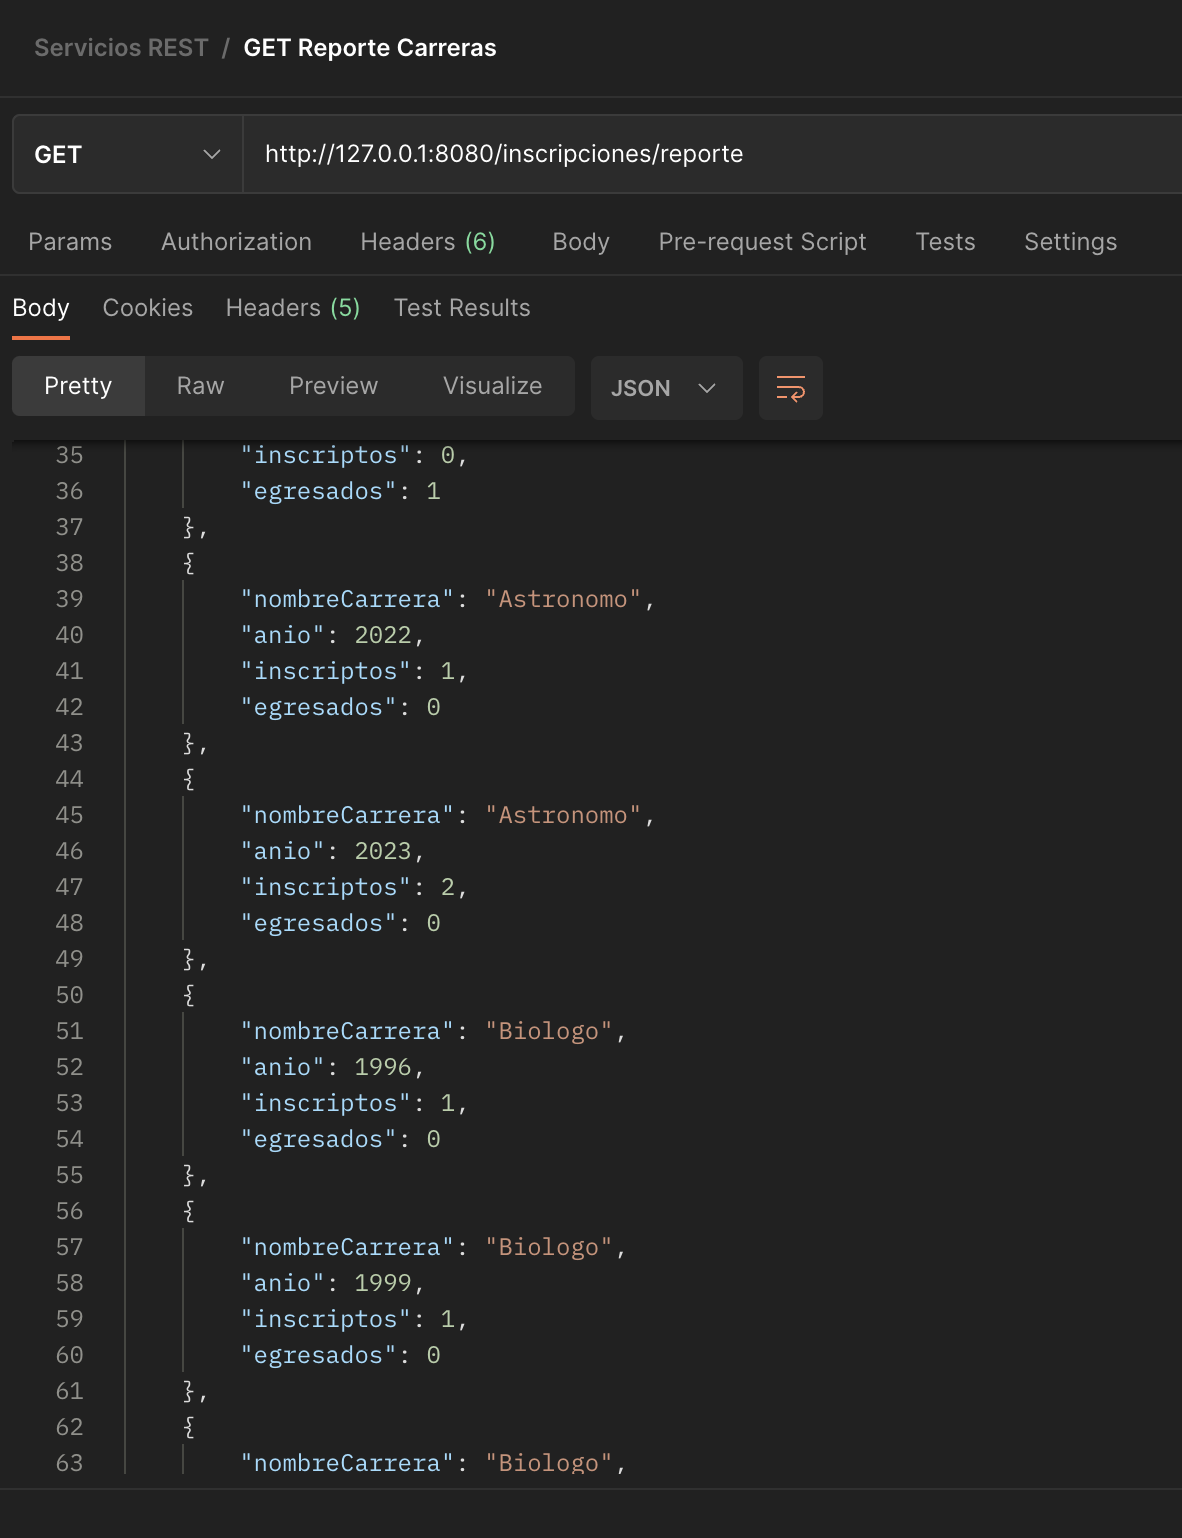 Servicios REST / GET Reporte Carreras
GET http://127.0.0.1:8080/inscripciones/reporte
Params Authorization Headers (6) Body Pre-request Script Tests Settings
Body Cookies Headers (5) Test Results
Pretty Raw Preview Visualize JSON
35 "inscriptos": 0,
36 "egresados": 1
37 },
38 {
39 "nombreCarrera": "Astronomo",
40 "anio": 2022,
41 "inscriptos": 1,
42 "egresados": 0
43 },
44 {
45 "nombreCarrera": "Astronomo",
46 "anio": 2023,
47 "inscriptos": 2,
48 "egresados": 0
49 },
50 {
51 "nombreCarrera": "Biologo",
52 "anio": 1996,
53 "inscriptos": 1,
54 "egresados": 0
55 },
56 {
57 "nombreCarrera": "Biologo",
58 "anio": 1999,
59 "inscriptos": 1,
60 "egresados": 0
61 },
62 {
63 "nombreCarrera": "Biologo",